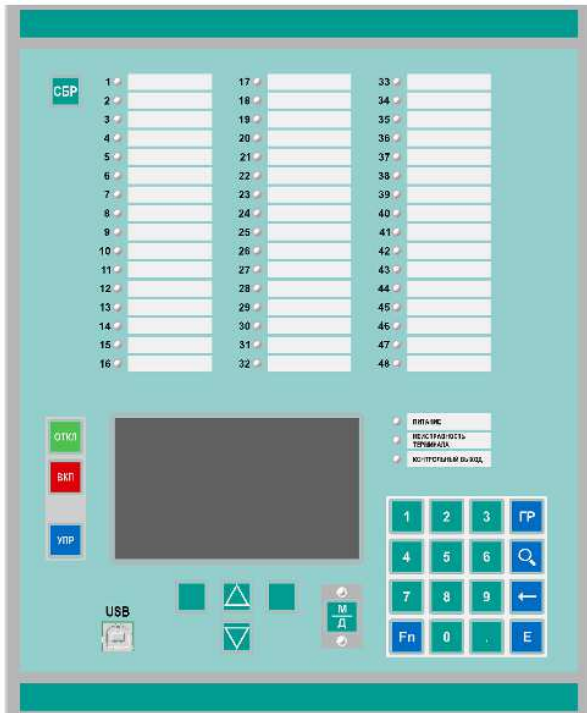 СБР
1 17 33
2 18 34
3 19 35
4 20 36
5 21 37
6 22 38
7 23 39
8 24 40
9 25 41
10 26 42
11 27 43
12 28 44
13 29 45
14 30 46
15 31 47
16 32 48
ПИТАНИЕ
НЕИСПРАВНОСТЬ
ТЕРМИНАЛА
КОНТРОЛЬНЫЙ ВЫХОД
ОТКЛ
ВКЛ
УПР
1 2 3 ГР
4 5 6
7 8 9
Fn 0 . E
М
Д
USB